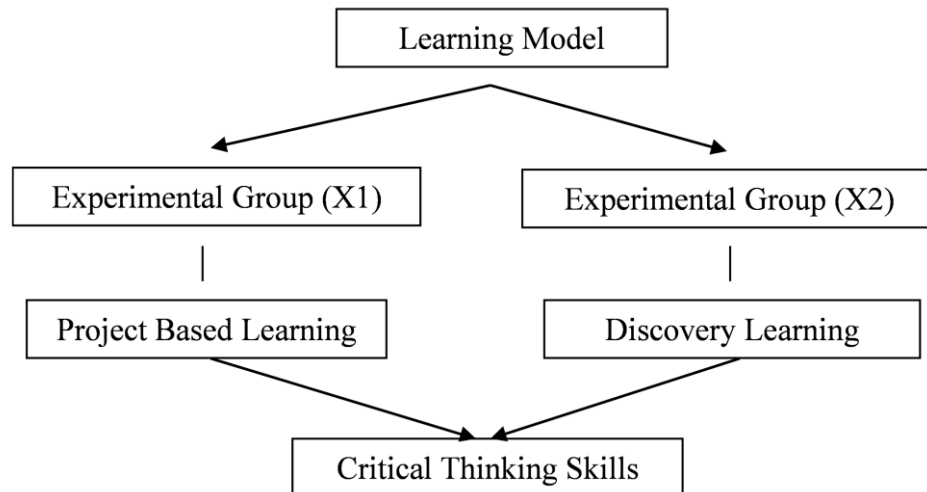 Learning Model
Experimental Group (X1)
Experimental Group (X2)
Project Based Learning
Discovery Learning
Critical Thinking Skills